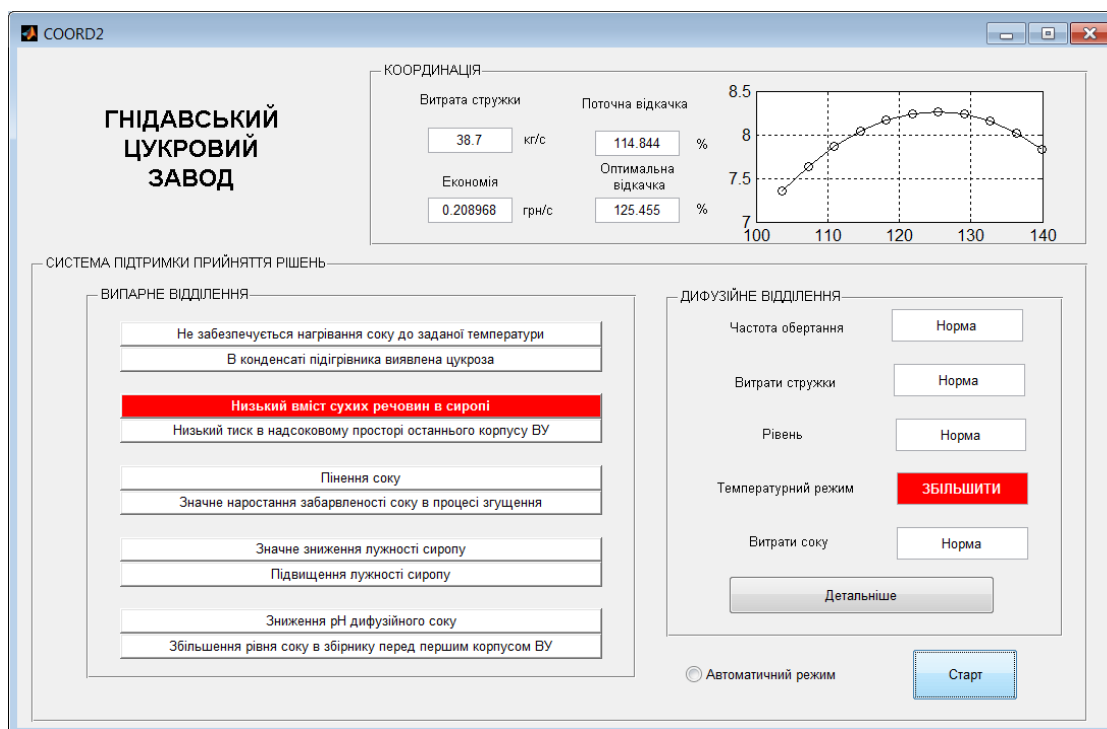 COORD2
ГНІДАВСЬКИЙ
ЦУКРОВИЙ
ЗАВОД
КООРДИНАЦІЯ
Витрата стружки
38.7 кг/с
Економія
0.208968 грн/с
Поточна відкачка
114.844 %
Оптимальна
відкачка
125.455 %
8.5
8
7.5
7
100 110 120 130 140
СИСТЕМА ПІДТРИМКИ ПРИЙНЯТТЯ РІШЕНЬ
ВИПАРНЕ ВІДДІЛЕННЯ
Не забезпечується нагрівання соку до заданої температури
В конденсаті підігрівника виявлена цукроза
Низький вміст сухих речовин в сиропі
Низький тиск в надсоковому просторі останнього корпусу ВУ
Пінення соку
Значне наростання забарвленості соку в процесі згущення
Значне зниження лужності сиропу
Підвищення лужності сиропу
Зниження рН дифузійного соку
Збільшення рівня соку в збірнику перед першим корпусом ВУ
ДИФУЗІЙНЕ ВІДДІЛЕННЯ
Частота обертання Норма
Витрати стружки Норма
Рівень Норма
Температурний режим ЗБІЛЬШИТИ
Витрати соку Норма
Детальніше
Автоматичний режим
Старт